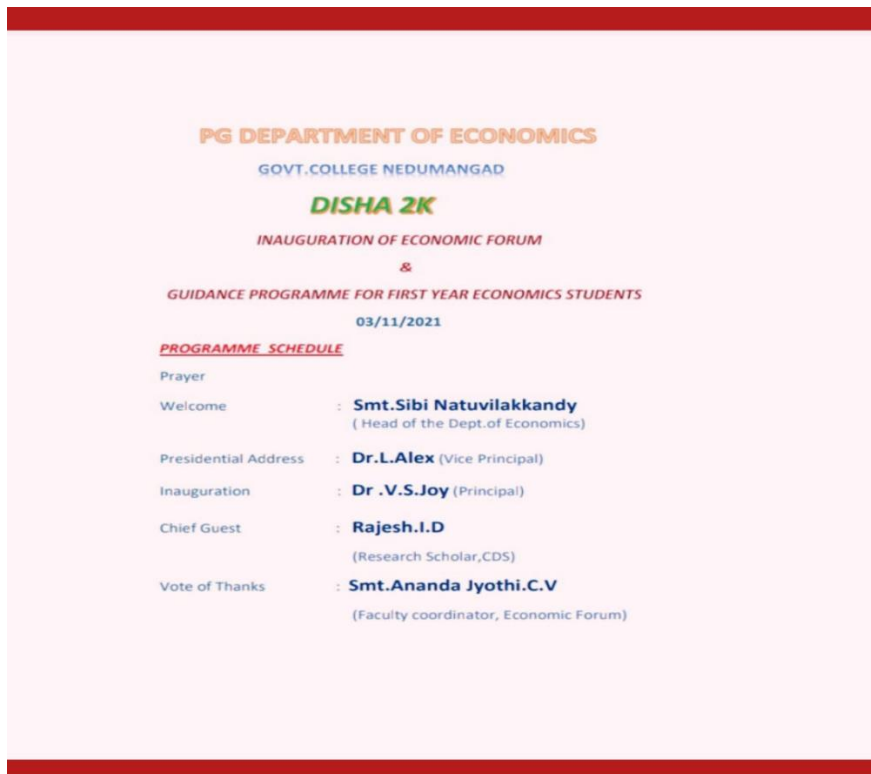 PG DEPARTMENT OF ECONOMICS
GOVT.COLLEGE NEDUMANGAD
DISHA 2K
INAUGURATION OF ECONOMIC FORUM
&
GUIDANCE PROGRAMME FOR FIRST YEAR ECONOMICS STUDENTS
03/11/2021
PROGRAMME SCHEDULE
Prayer
Welcome : Smt.Sibi Natuvilakkandy
( Head of the Dept.of Economics)
Presidential Address : Dr.L.Alex (Vice Principal)
Inauguration : Dr .V.S.Joy (Principal)
Chief Guest : Rajesh.I.D
(Research Scholar,CDS)
Vote of Thanks : Smt.Ananda Jyothi.C.V
(Faculty coordinator, Economic Forum)